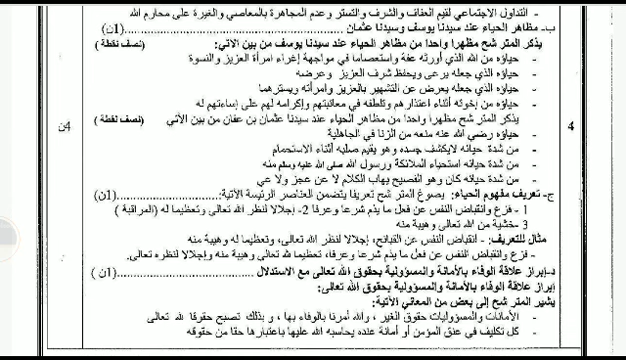 - التداول الاجتماعي لقيم العفاف والشرف والتستر وعدم المجاهرة بالمعاصي والغيرة على محارم الله
ب- مظاهر الحياء عند سيدنا يوسف وسيدنا عثمان ..........(1ن)
يذكر المترشح مظهرا واحدا من مظاهر الحياء عند سيدنا يوسف من بين الآتي: (نصف نقطة)
- حياؤه من الله الذي أورثه عفة واستعصاما في مواجهة إغراء امرأة العزيز والنسوة
- حياؤه الذي جعله يرعى ويحفظ شرف العزيز وعرضه
- حياؤه الذي جعله يعرض عن التشهير بالعزيز وامرأته ويسترهما
- حياؤه من إخوته أثناء اعتذارهم وتلطفه في معاتبتهم وإكرامه لهم على إساءتهم له
يذكر المترشح مظهرا واحدا من مظاهر الحياء عند سيدنا عثمان بن عفان من بين الآتي (نصف نقطة)
- حياؤه رضي الله عنه منعه من الزنا في الجاهلية
- من شدة حيائه لايكشف جسده وهو يقيم صلبه أثناء الاستحمام
- من شدة حيائه استحياء الملائكة ورسول الله صلى الله عليه وسلم منه
- من شدة حيائه كان وهو الفصيح يهاب الكلام لا عن عجز ولا عي
4
4ن
ج- تعريف مفهوم الحياء: يصوغ المترشح تعريفا يتضمن العناصر الرئيسة الآتية:..........(1ن)
1 - فزع وانقباض النفس عن فعل ما يذم شرعا وعرفا 2- إجلالا لنظر الله تعالى وتعظيما له (المراقبة )
3 -خشية من الله تعالى وهيبة منه
مثال للتعريف: - انقباض النفس عن القبائح، إجلالا لنظر الله تعالى، وتعظيما له وهيبة منه
- فزع وانقباض النفس عن فعل ما يذم شرعا وعرفا، تعظيما لله تعالى وهيبة منه وإجلالا لنظره تعالى.
د-إبراز علاقة الوفاء بالأمانة والمسؤولية بحقوق الله تعالى مع الاستدلال ..........(1ن)
إبراز علاقة الوفاء بالأمانة والمسؤولية بحقوق الله تعالى:
يشير المترشح إلى بعض من المعاني الآتية:
- الأمانات والمسؤوليات حقوق الغير ، والله أمرنا بالوفاء بها ، وبذلك تصبح حقوقا لله تعالى
- كل تكليف في عنق المؤمن أو أمانة عنده يحاسبه الله عليها باعتبارها حقا من حقوقه